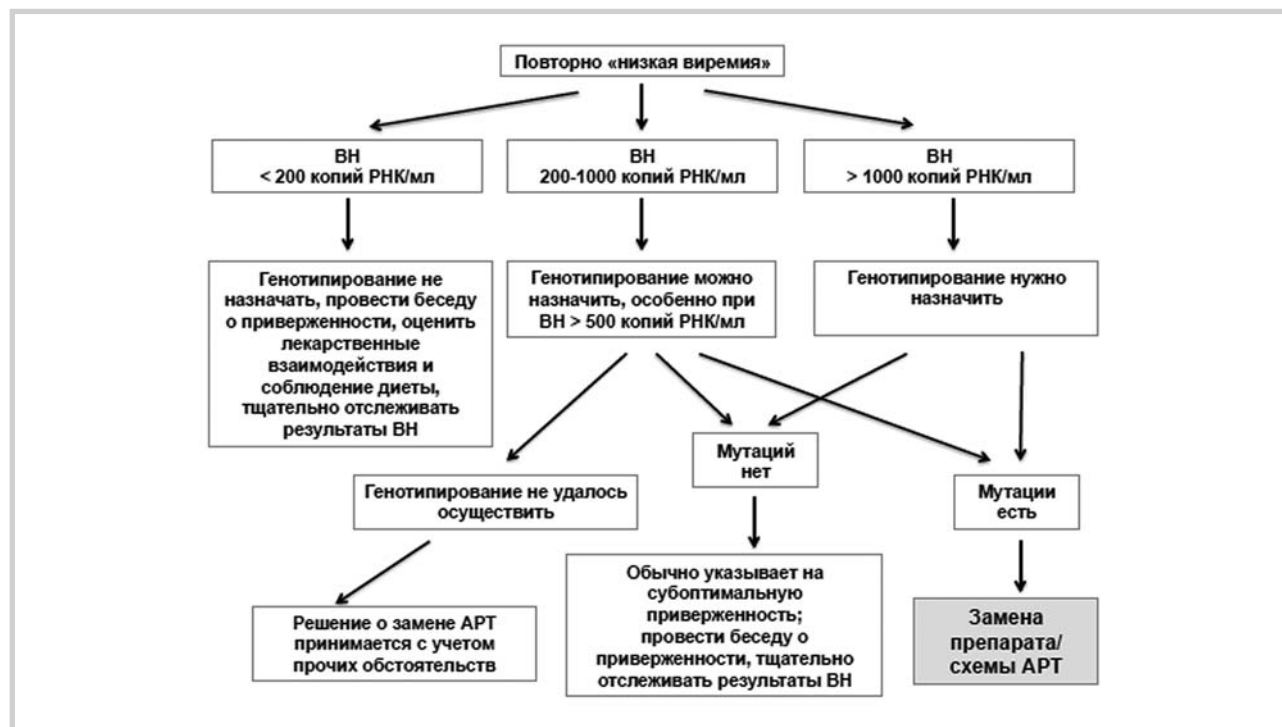 Повторно «низкая виремия»
ВН
< 200 копий РНК/мл
ВН
200-1000 копий РНК/мл
ВН
> 1000 копий РНК/мл
Генотипирование не
назначать, провести беседу
о приверженности, оценить
лекарственные
взаимодействия и
соблюдение диеты,
тщательно отслеживать
результаты ВН
Генотипирование можно
назначить, особенно при
ВН > 500 копий РНК/мл
Генотипирование нужно
назначить
Генотипирование не удалось
осуществить
Мутаций
нет
Мутации
есть
Решение о замене АРТ
принимается с учетом
прочих обстоятельств
Обычно указывает на
субоптимальную
приверженность;
провести беседу о
приверженности, тщательно
отслеживать результаты ВН
Замена
препарата/
схемы АРТ